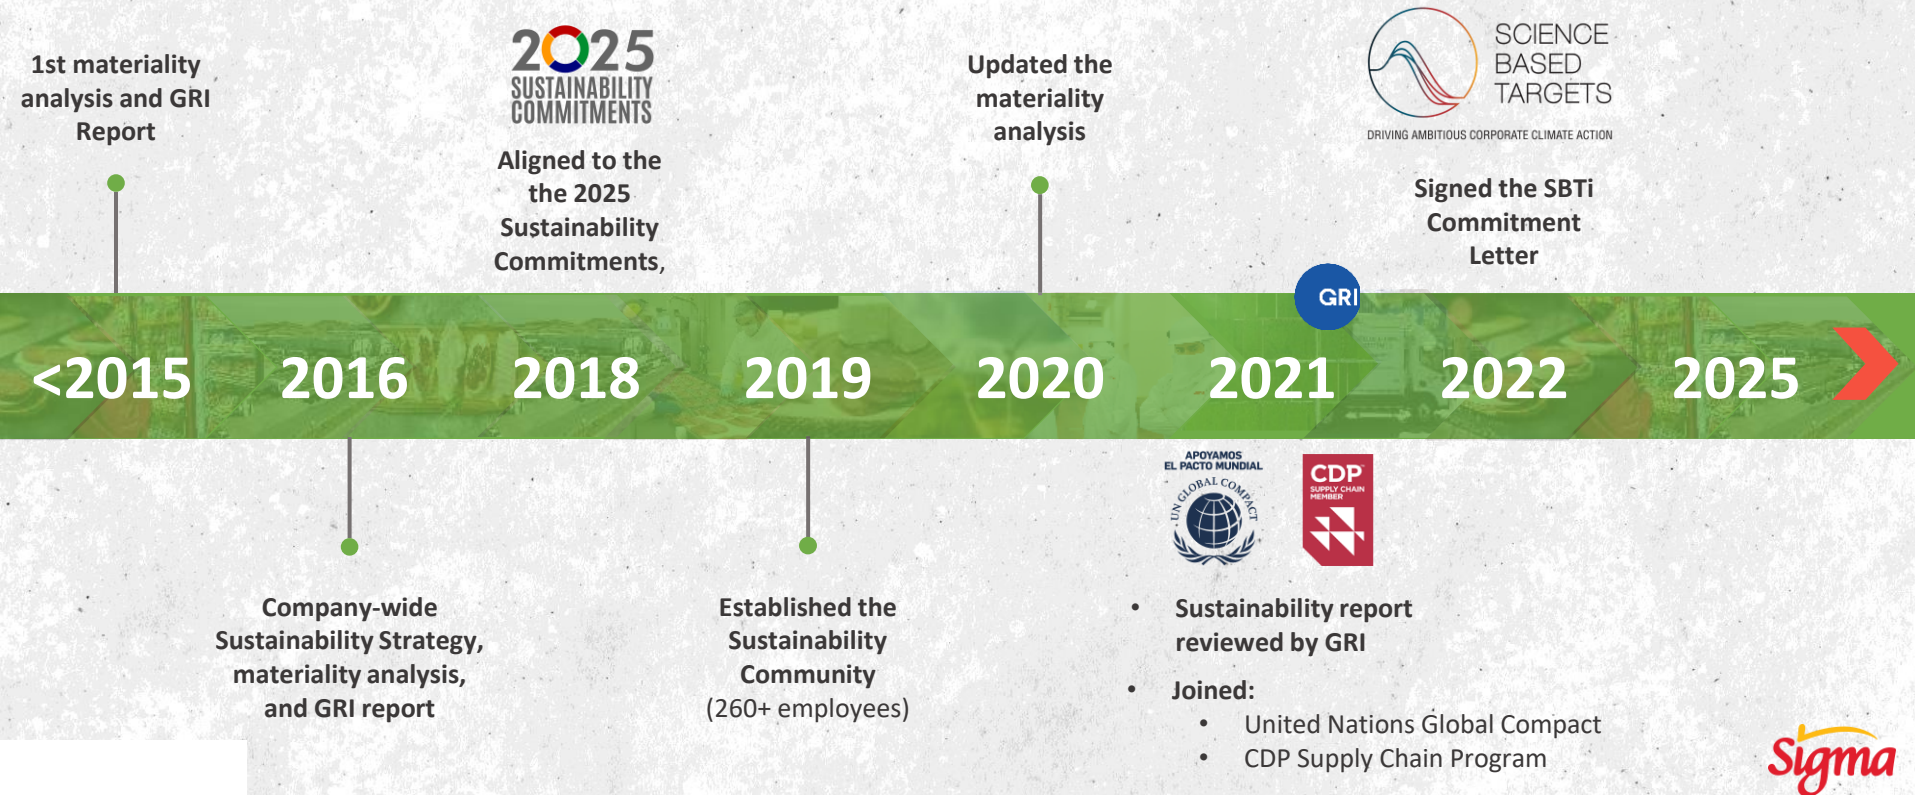 1st materiality
analysis and GRI
Report
2025
SUSTAINABILITY
COMMITMENTS
Aligned to the
the 2025
Sustainability
Commitments,
Updated the
materiality
analysis
SCIENCE
BASED
TARGETS
DRIVING AMBITIOUS CORPORATE CLIMATE ACTION
Signed the SBTi
Commitment
Letter
GRI
<2015
2016
2018
2019
2020
2021
2022
2025
Company-wide
Sustainability Strategy,
materiality analysis,
and GRI report
Established the
Sustainability
Community
(260+ employees)
APOYAMOS
EL PACTO MUNDIAL
UN GLOBAL COMPACT
CDP
SUPPLY CHAIN
MEMBER
• Sustainability report
reviewed by GRI
• Joined:
• United Nations Global Compact
• CDP Supply Chain Program
Sigma